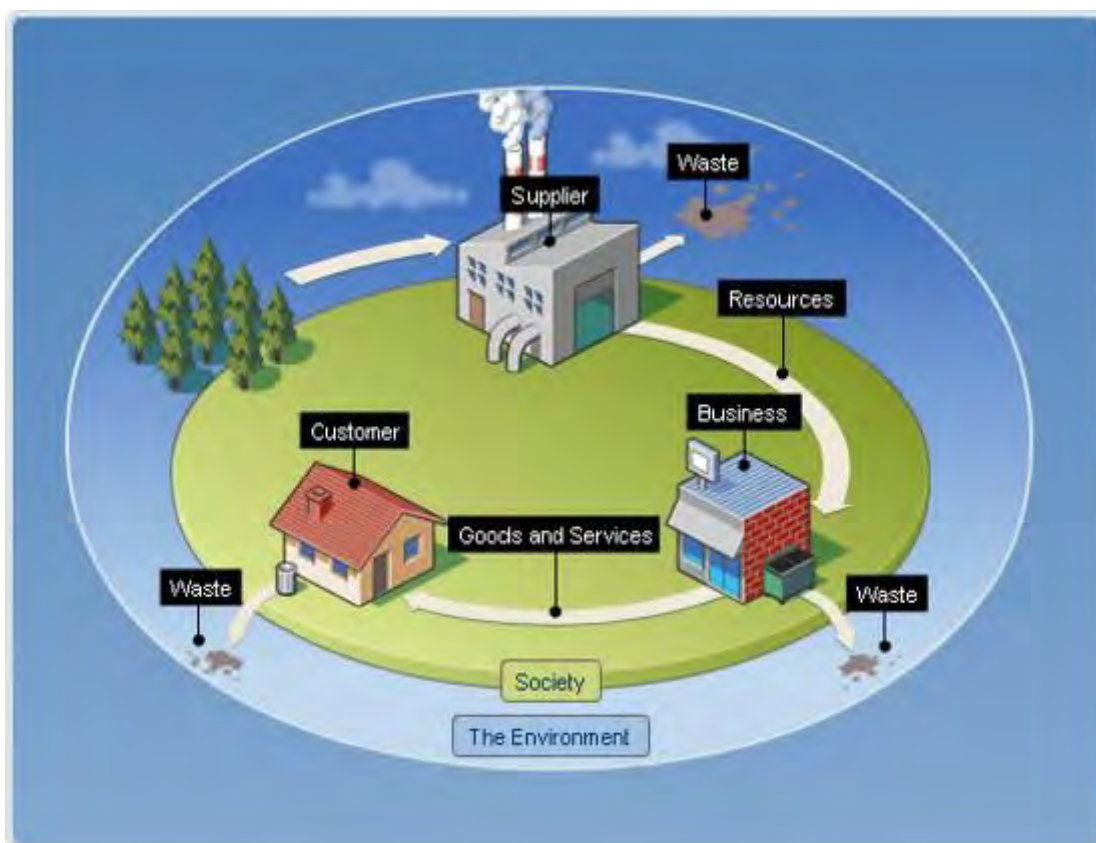 Waste
Supplier
Resources
Business
Customer
Goods and Services
Waste
Waste
Society
The Environment